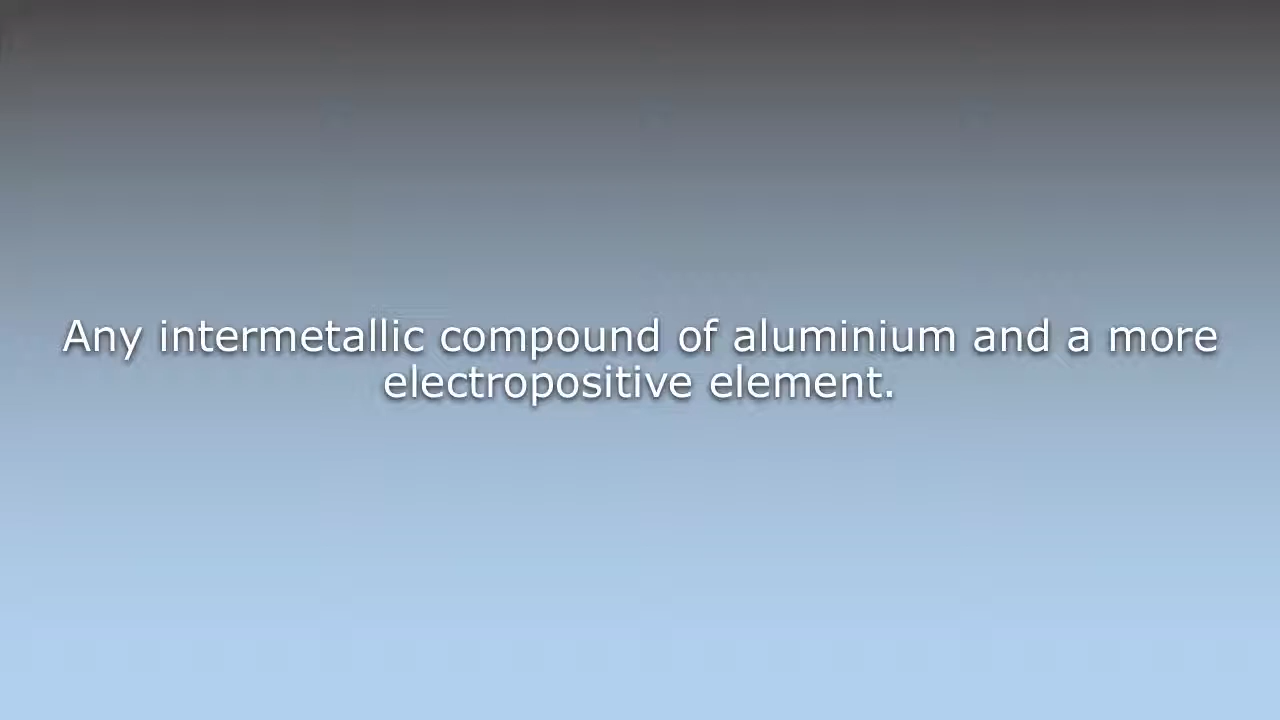 Any intermetallic compound of aluminium and a more
electropositive element.